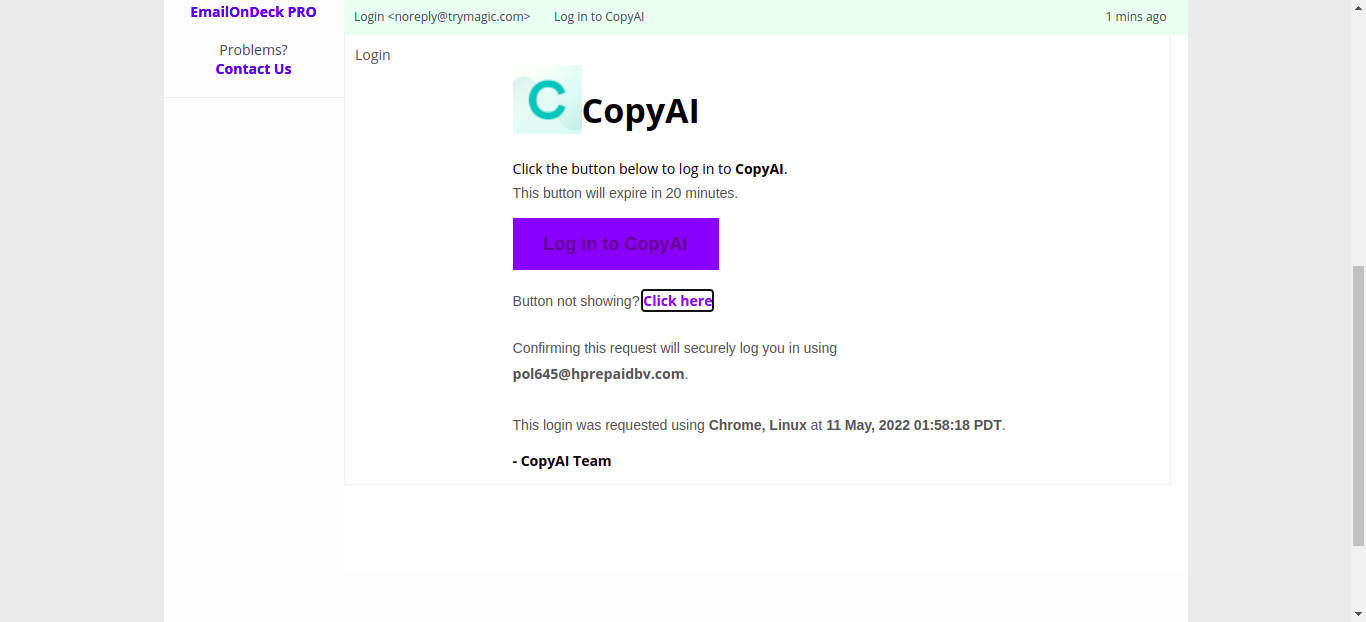 EmailOnDeck PRO
Problems?
Contact Us
Login <noreply@trymagic.com> Log in to CopyAI 1 mins ago
Login
C CopyAI
Click the button below to log in to CopyAI.
This button will expire in 20 minutes.
Log in to CopyAI
Button not showing? Click here
Confirming this request will securely log you in using
pol645@hprepaidbv.com.
This login was requested using Chrome, Linux at 11 May, 2022 01:58:18 PDT.
- CopyAI Team